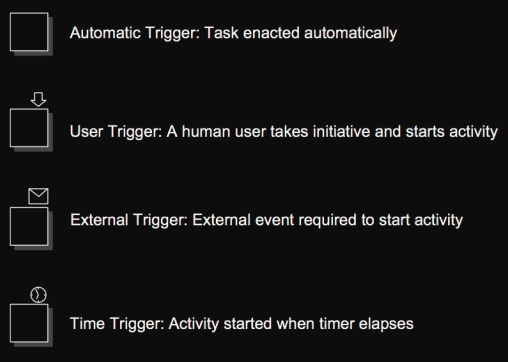 Automatic Trigger: Task enacted automatically
User Trigger: A human user takes initiative and starts activity
External Trigger: External event required to start activity
Time Trigger: Activity started when timer elapses